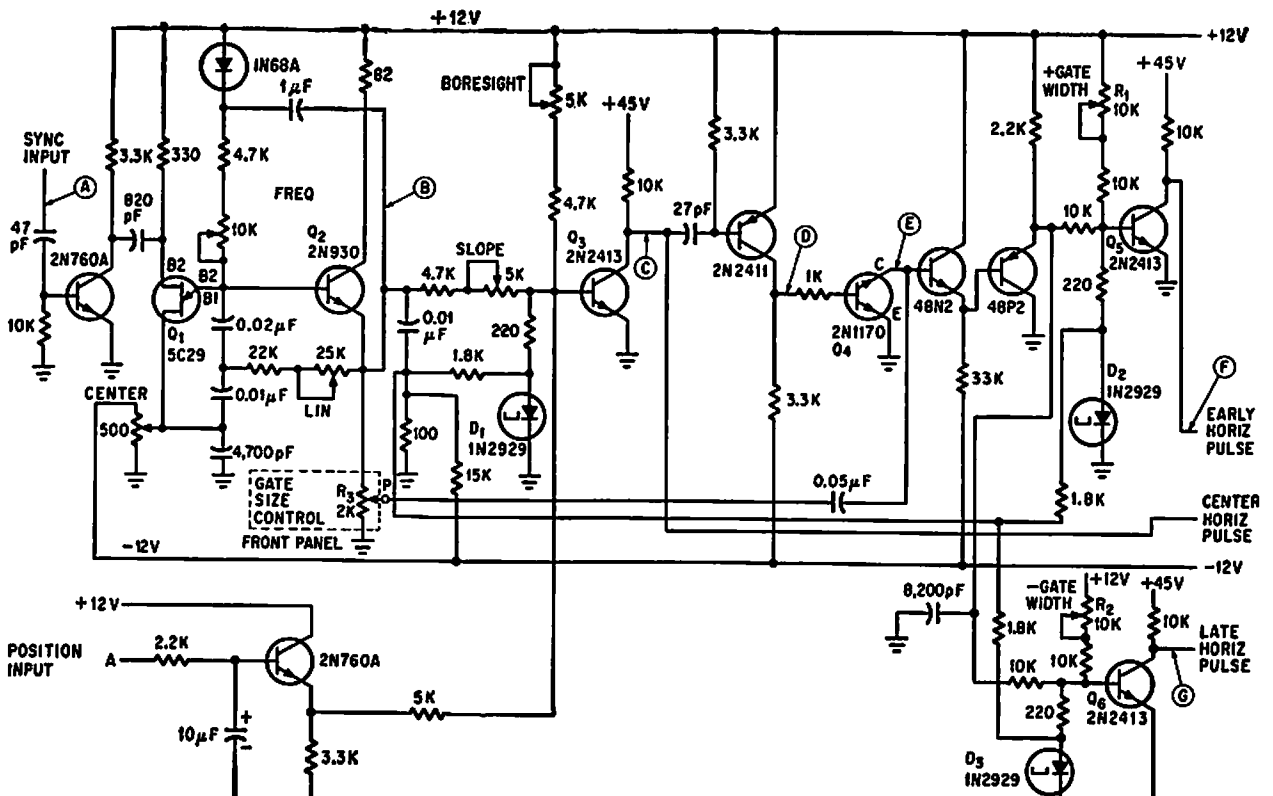 +12V
+12V
+45V
1N68A
1μF
82
BORESIGHT
5K
+45V
+GATE
WIDTH
R1
10K
SYNC
INPUT
A
3.3K
330
4.7K
FREQ
B
3.3K
2.2K
10K
820
pF
47
pF
10K
4.7K
10K
27pF
10K
10K
2N760A
B2
B2
B1
Q2
2N930
SLOPE
4.7K
5K
Q3
2N2413
C
2N2411
D
E
1K
C
E
Q5
2N2413
10K
Q1
5C29
0.02μF
0.01
μF
220
2N1170
Q4
48N2
48P2
220
22K
25K
1.8K
CENTER
0.01μF
LIN
33K
D2
1N2929
F
500
100
D1
1N2929
3.3K
EARLY
HORIZ
PULSE
4,700pF
15K
GATE
SIZE
CONTROL
R3
2K
P
0.05μF
1.8K
FRONT PANEL
CENTER
HORIZ
PULSE
-12V
-12V
+12V
8,200pF
-GATE
WIDTH
+12V
+45V
R2
10K
10K
1.8K
POSITION
INPUT
A
2.2K
2N760A
10K
10K
LATE
HORIZ
PULSE
5K
Q6
2N2413
G
220
10μF
+
-
3.3K
D3
1N2929